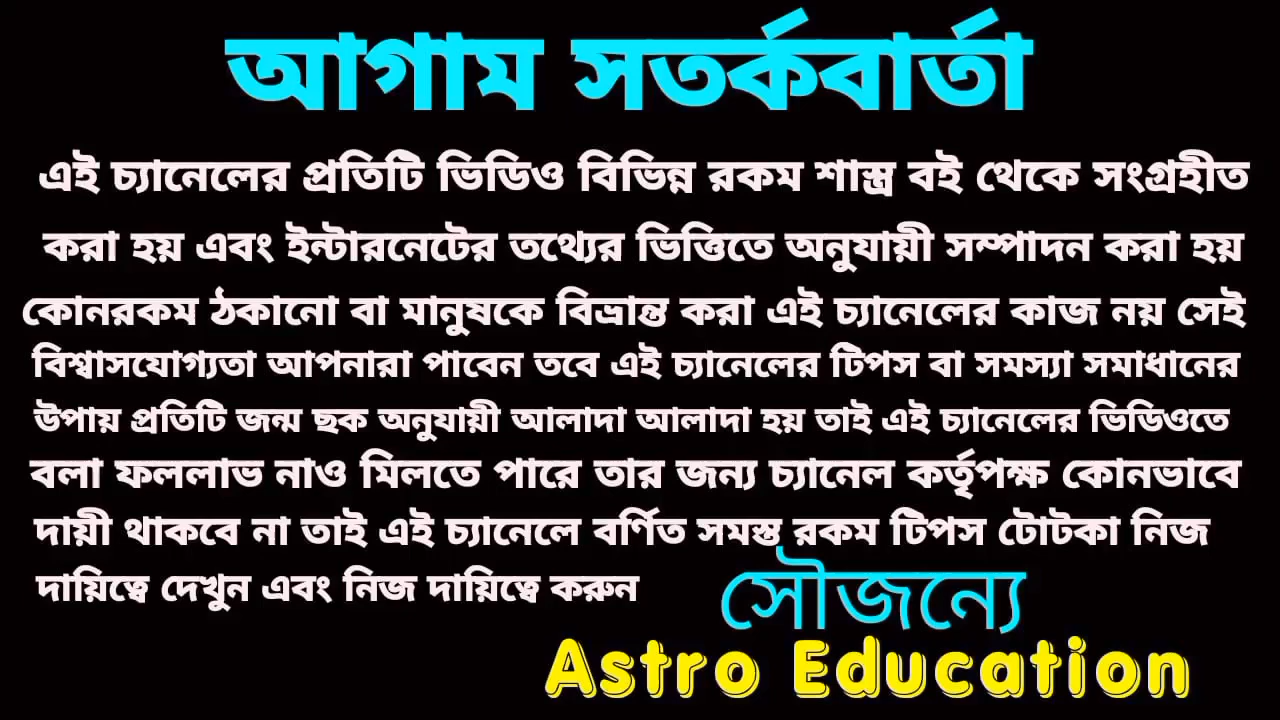 আগাম সতর্কবার্তা
এই চ্যানেলের প্রতিটি ভিডিও বিভিন্ন রকম শাস্ত্র বই থেকে সংগ্রহীত
করা হয় এবং ইন্টারনেটের তথ্যের ভিত্তিতে অনুযায়ী সম্পাদন করা হয়
কোনরকম ঠকানো বা মানুষকে বিভ্রান্ত করা এই চ্যানেলের কাজ নয় সেই
বিশ্বাসযোগ্যতা আপনারা পাবেন তবে এই চ্যানেলের টিপস বা সমস্যা সমাধানের
উপায় প্রতিটি জন্ম ছক অনুযায়ী আলাদা আলাদা হয় তাই এই চ্যানেলের ভিডিওতে
বলা ফললাভ নাও মিলতে পারে তার জন্য চ্যানেল কর্তৃপক্ষ কোনভাবে
দায়ী থাকবে না তাই এই চ্যানেলে বর্ণিত সমস্ত রকম টিপস টোটকা নিজ
দায়িত্বে দেখুন এবং নিজ দায়িত্বে করুন
সৌজন্যে
Astro Education